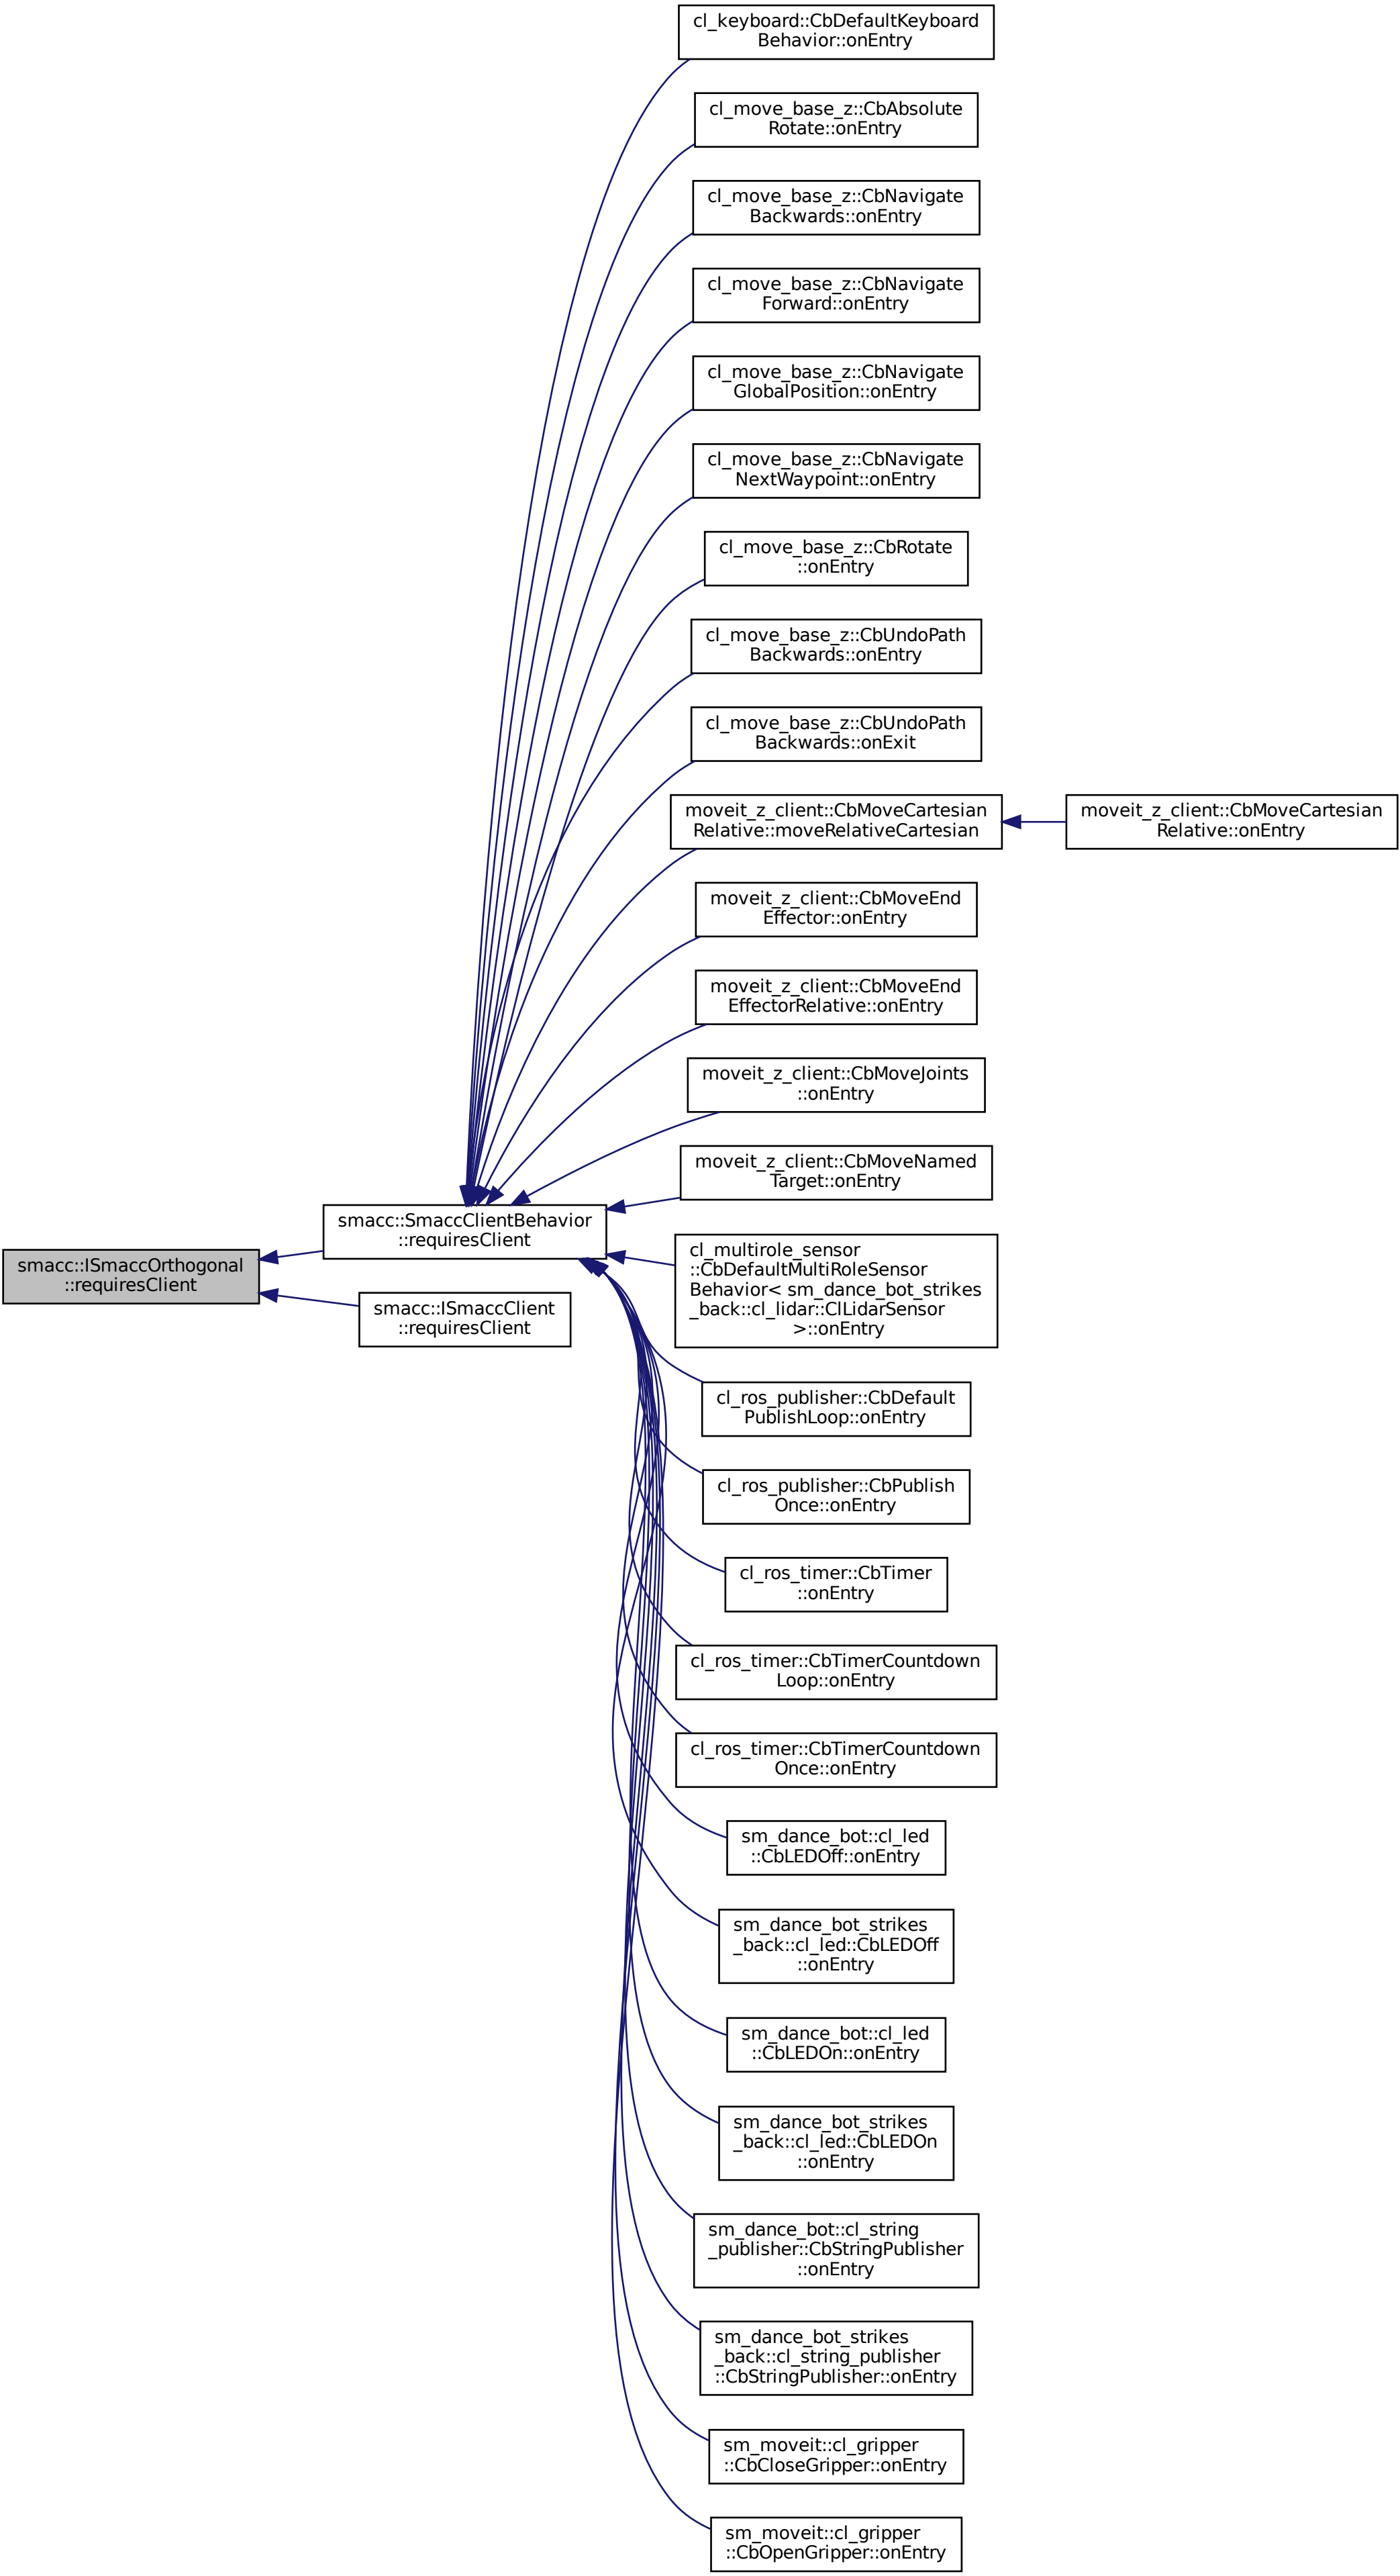 cl_keyboard::CbDefaultKeyboard
Behavior::onEntry
cl_move_base_z::CbAbsolute
Rotate::onEntry
cl_move_base_z::CbNavigate
Backwards::onEntry
cl_move_base_z::CbNavigate
Forward::onEntry
cl_move_base_z::CbNavigate
GlobalPosition::onEntry
cl_move_base_z::CbNavigate
NextWaypoint::onEntry
cl_move_base_z::CbRotate
::onEntry
cl_move_base_z::CbUndoPath
Backwards::onEntry
cl_move_base_z::CbUndoPath
Backwards::onExit
moveit_z_client::CbMoveCartesian
Relative::moveRelativeCartesian
moveit_z_client::CbMoveCartesian
Relative::onEntry
moveit_z_client::CbMoveEnd
Effector::onEntry
moveit_z_client::CbMoveEnd
EffectorRelative::onEntry
moveit_z_client::CbMoveJoints
::onEntry
moveit_z_client::CbMoveNamed
Target::onEntry
smacc::SmaccClientBehavior
::requiresClient
smacc::ISmaccOrthogonal
::requiresClient
smacc::ISmaccClient
::requiresClient
cl_multirole_sensor
::CbDefaultMultiRoleSensor
Behavior< sm_dance_bot_strikes
_back::cl_lidar::ClLidarSensor
>::onEntry
cl_ros_publisher::CbDefault
PublishLoop::onEntry
cl_ros_publisher::CbPublish
Once::onEntry
cl_ros_timer::CbTimer
::onEntry
cl_ros_timer::CbTimerCountdown
Loop::onEntry
cl_ros_timer::CbTimerCountdown
Once::onEntry
sm_dance_bot::cl_led
::CbLEDOff::onEntry
sm_dance_bot_strikes
_back::cl_led::CbLEDOff
::onEntry
sm_dance_bot::cl_led
::CbLEDOn::onEntry
sm_dance_bot_strikes
_back::cl_led::CbLEDOn
::onEntry
sm_dance_bot::cl_string
_publisher::CbStringPublisher
::onEntry
sm_dance_bot_strikes
_back::cl_string_publisher
::CbStringPublisher::onEntry
sm_moveit::cl_gripper
::CbCloseGripper::onEntry
sm_moveit::cl_gripper
::CbOpenGripper::onEntry